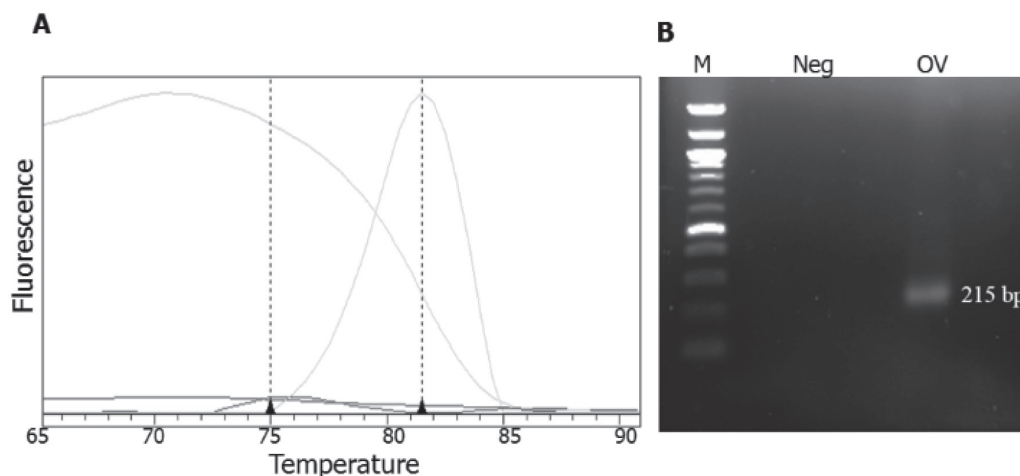 A
Fluorescence
65 70 75 80 85 90
Temperature
B
M Neg OV
215 bp